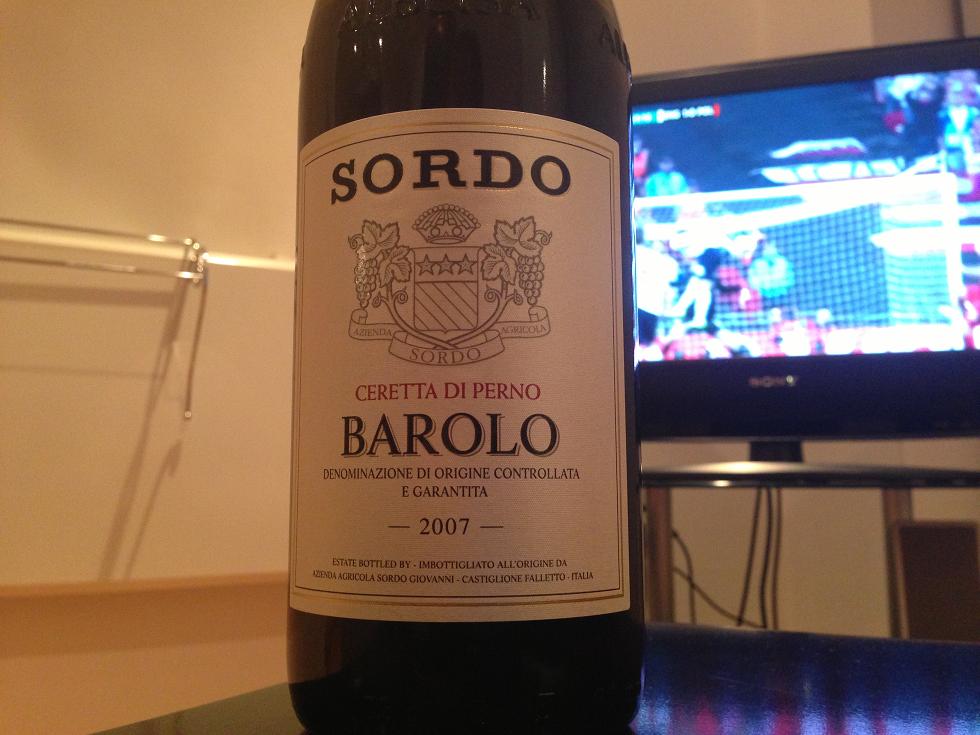 SORDO
AZIENDA AGRICOLA
SORDO
CERETTA DI PERNO
BAROLO
DENOMINAZIONE DI ORIGINE CONTROLLATA
E GARANTITA
— 2007 —
ESTATE BOTTLED BY - IMBOTTIGLIATO ALL'ORIGINE DA
AZIENDA AGRICOLA SORDO GIOVANNI - CASTIGLIONE FALLETTO - ITALIA
SONY